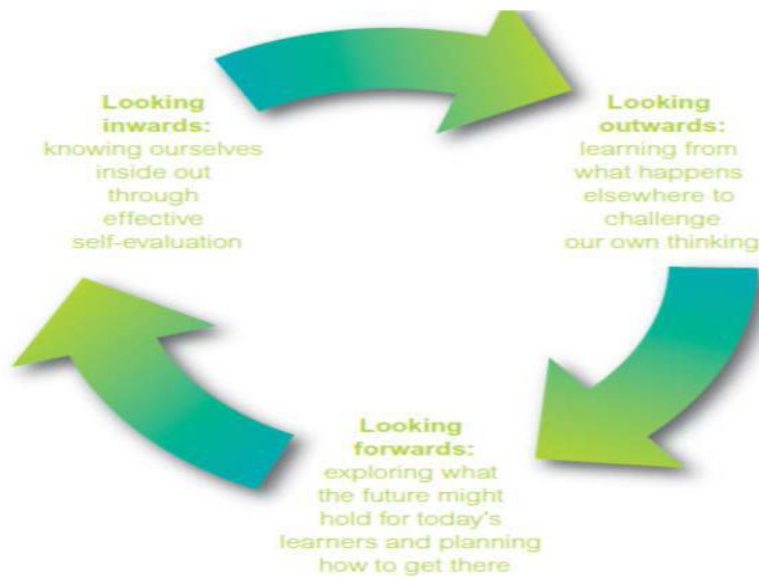 Looking
inwards:
knowing ourselves
inside out
through
effective
self-evaluation
Looking
outwards:
learning from
what happens
elsewhere to
challenge
our own thinking
Looking
forwards:
exploring what
the future might
hold for today's
learners and planning
how to get there